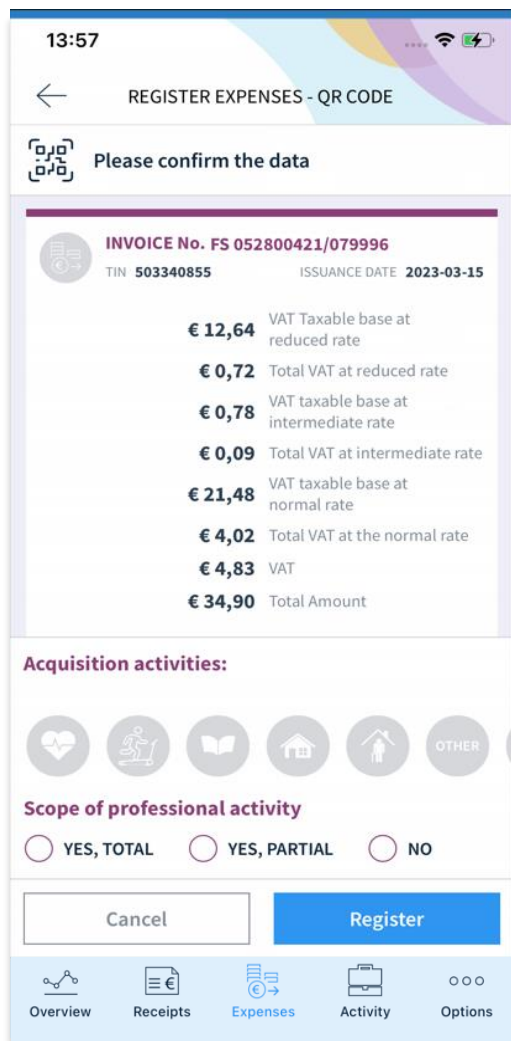 13:57
REGISTER EXPENSES - QR CODE
Please confirm the data
INVOICE No. FS 052800421/079996
TIN 503340855 ISSUANCE DATE 2023-03-15
€ 12,64 VAT Taxable base at
reduced rate
€ 0,72 Total VAT at reduced rate
€ 0,78 VAT taxable base at
intermediate rate
€ 0,09 Total VAT at intermediate rate
€ 21,48 VAT taxable base at
normal rate
€ 4,02 Total VAT at the normal rate
€ 4,83 VAT
€ 34,90 Total Amount
Acquisition activities:
OTHER
Scope of professional activity
YES, TOTAL YES, PARTIAL NO
Cancel Register
Overview Receipts Expenses Activity Options